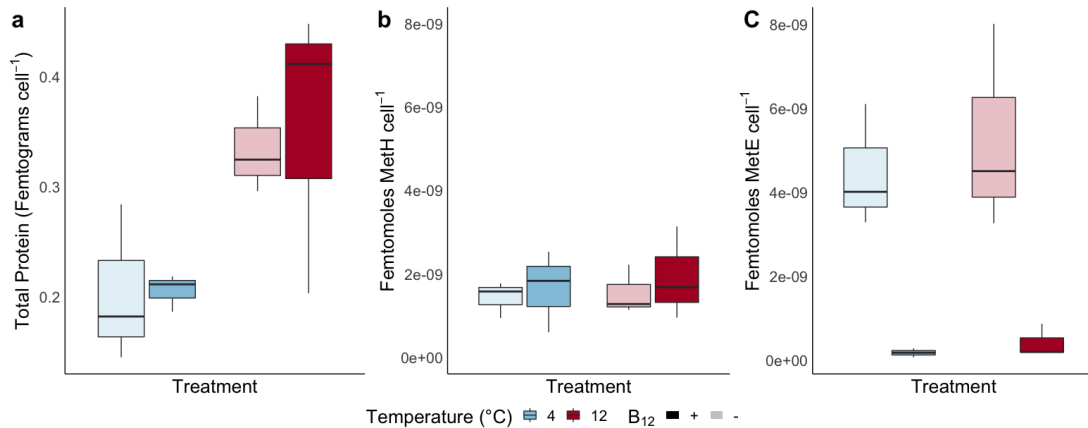 a
Total Protein (Femtograms cell⁻¹)
0.4
0.3
0.2
Treatment
b
Femtomoles MetH cell⁻¹
8e-09
6e-09
4e-09
2e-09
0e+00
Treatment
C
Femtomoles MetE cell⁻¹
8e-09
6e-09
4e-09
2e-09
0e+00
Treatment
Temperature (°C) 4 12 B₁₂ + -